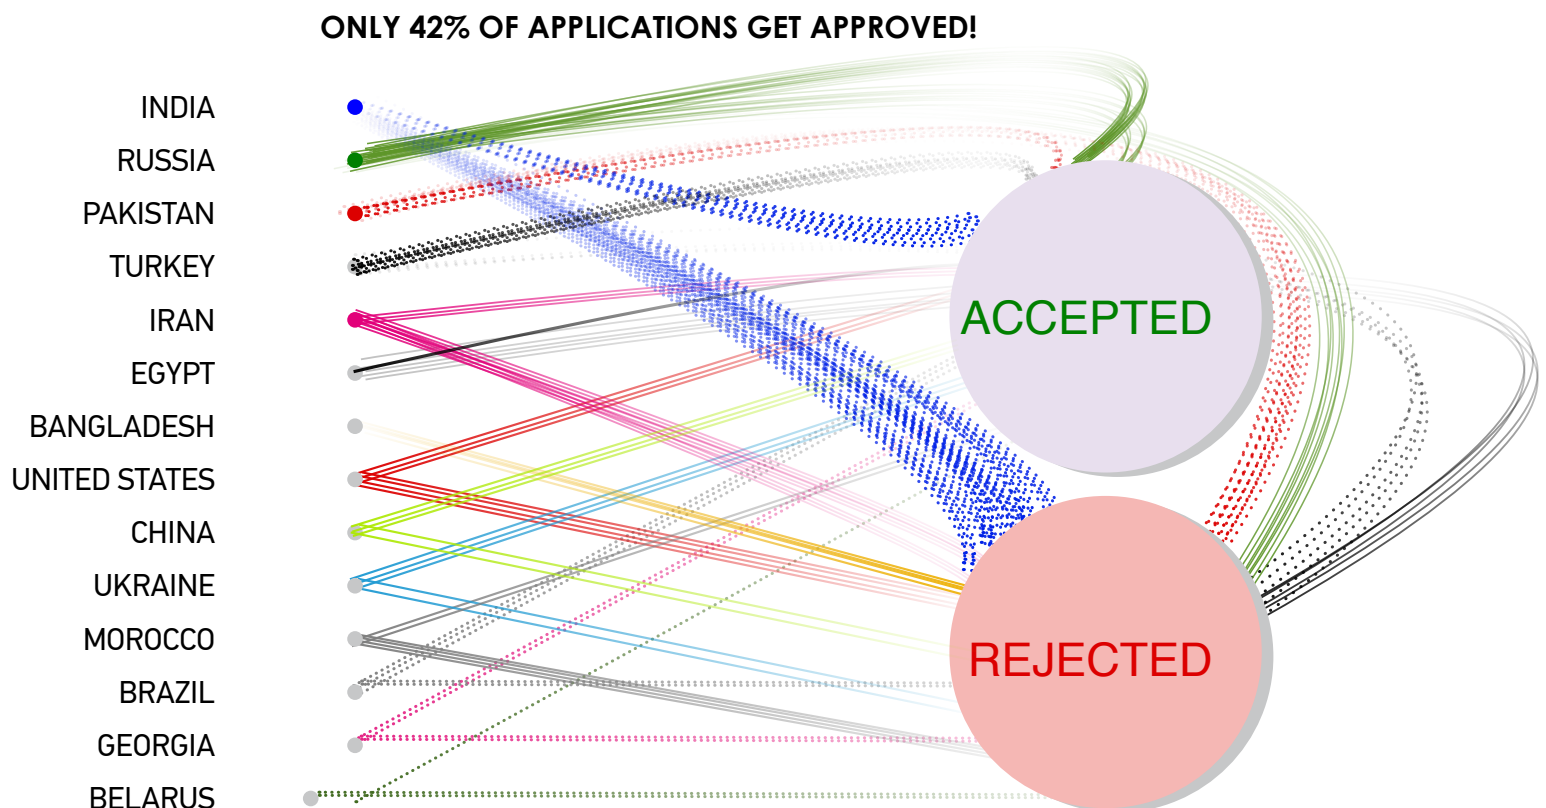 ONLY 42% OF APPLICATIONS GET APPROVED!
INDIA
RUSSIA
PAKISTAN
TURKEY
IRAN
ACCEPTED
EGYPT
BANGLADESH
UNITED STATES
CHINA
UKRAINE
MOROCCO
REJECTED
BRAZIL
GEORGIA
BELARUS